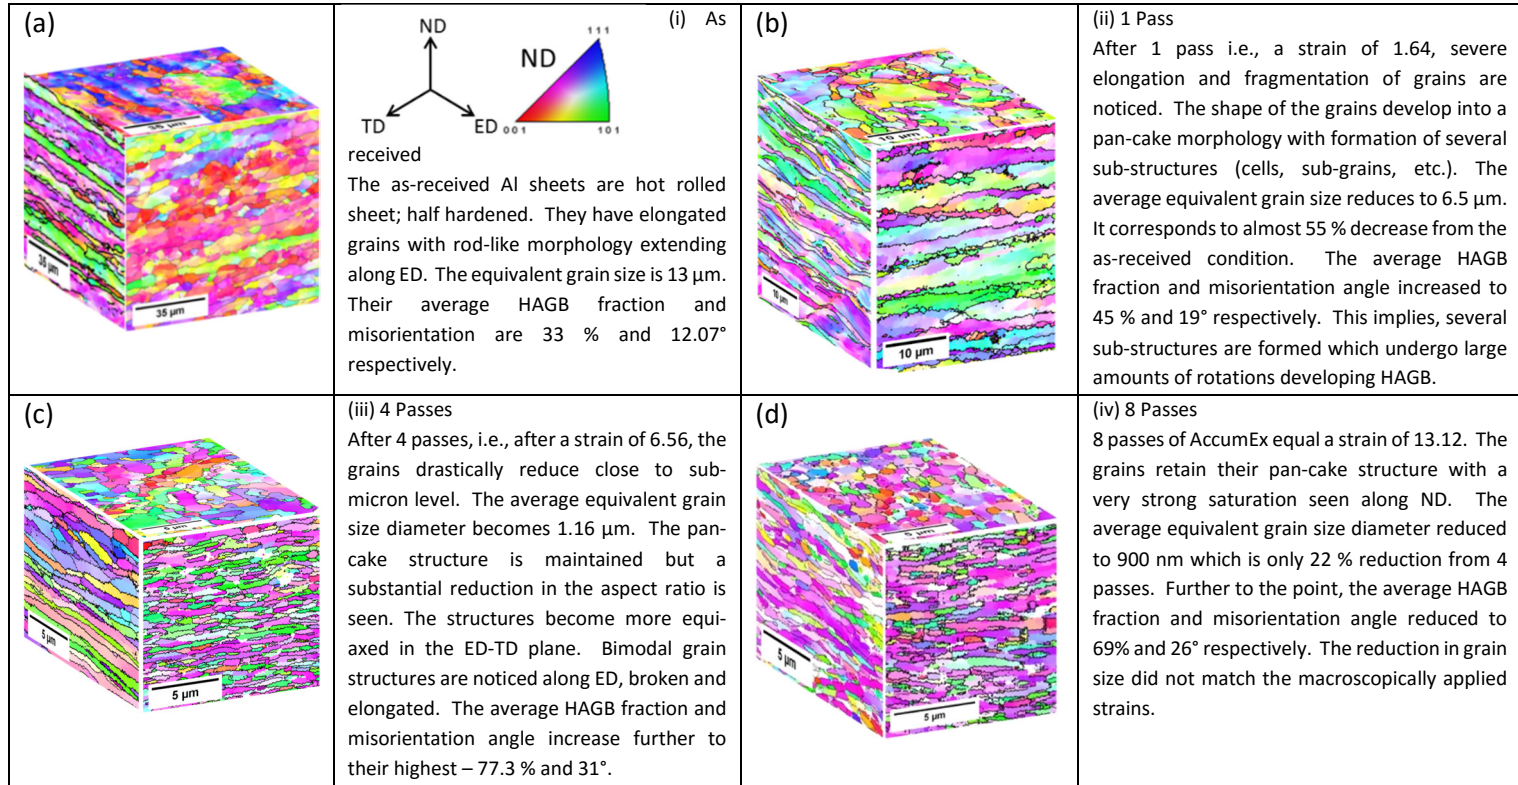 (a)
35 µm
35 µm
35 µm
ND
TD
ED
ND
111
001
101
(i) As
received
The as-received Al sheets are hot rolled
sheet; half hardened. They have elongated
grains with rod-like morphology extending
along ED. The equivalent grain size is 13 µm.
Their average HAGB fraction and
misorientation are 33 % and 12.07°
respectively.
(b)
10 µm
10 µm
(ii) 1 Pass
After 1 pass i.e., a strain of 1.64, severe
elongation and fragmentation of grains are
noticed. The shape of the grains develop into a
pan-cake morphology with formation of several
sub-structures (cells, sub-grains, etc.). The
average equivalent grain size reduces to 6.5 µm.
It corresponds to almost 55 % decrease from the
as-received condition. The average HAGB
fraction and misorientation angle increased to
45 % and 19° respectively. This implies, several
sub-structures are formed which undergo large
amounts of rotations developing HAGB.
(c)
5 µm
5 µm
5 µm
(iii) 4 Passes
After 4 passes, i.e., after a strain of 6.56, the
grains drastically reduce close to sub-
micron level. The average equivalent grain
size diameter becomes 1.16 µm. The pan-
cake structure is maintained but a
substantial reduction in the aspect ratio is
seen. The structures become more equi-
axed in the ED-TD plane. Bimodal grain
structures are noticed along ED, broken and
elongated. The average HAGB fraction and
misorientation angle increase further to
their highest – 77.3 % and 31°.
(d)
5 µm
5 µm
(iv) 8 Passes
8 passes of AccumEx equal a strain of 13.12. The
grains retain their pan-cake structure with a
very strong saturation seen along ND. The
average equivalent grain size diameter reduced
to 900 nm which is only 22 % reduction from 4
passes. Further to the point, the average HAGB
fraction and misorientation angle reduced to
69% and 26° respectively. The reduction in grain
size did not match the macroscopically applied
strains.